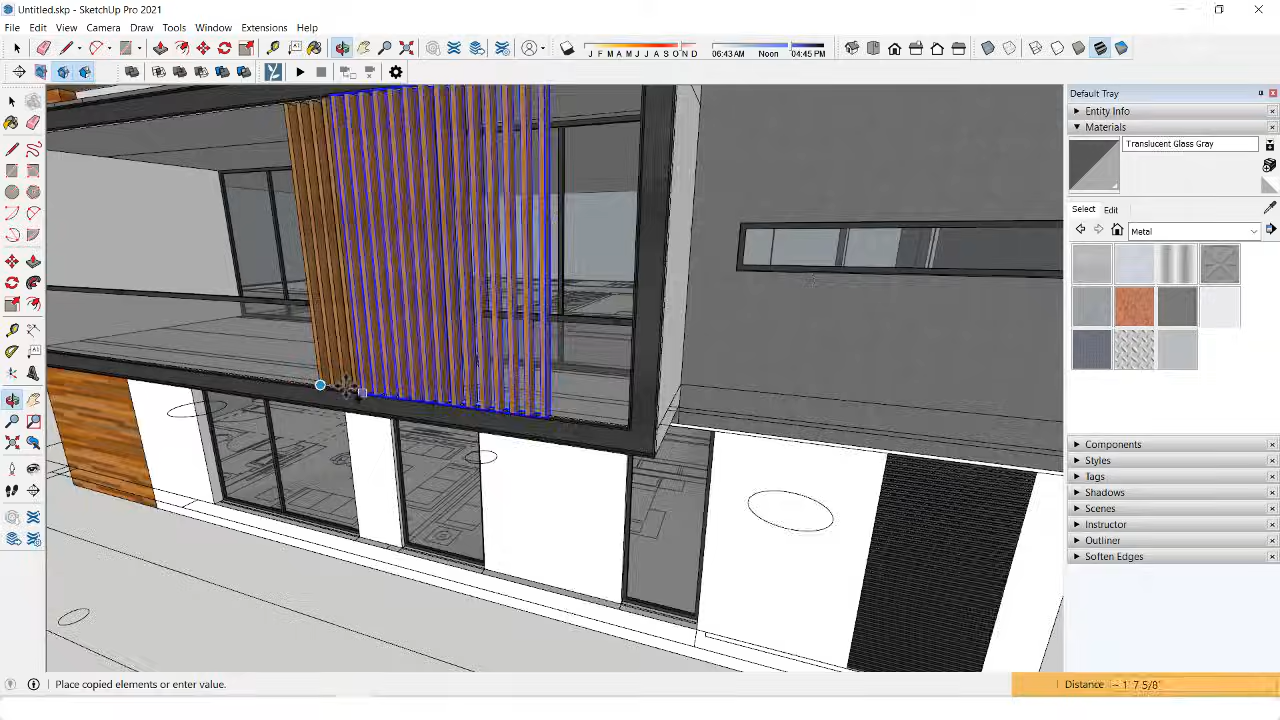 Untitled.skp - SketchUp Pro 2021
File Edit View Camera Draw Tools Window Extensions Help
J F M A M J J A S O N D 06:43 AM Noon 04:45 PM
Default Tray
Entity Info
Materials
Translucent Glass Gray
Select Edit
Metal
Components
Styles
Tags
Shadows
Scenes
Instructor
Outliner
Soften Edges
Place copied elements or enter value.
Distance ~ 1' 7 5/8"